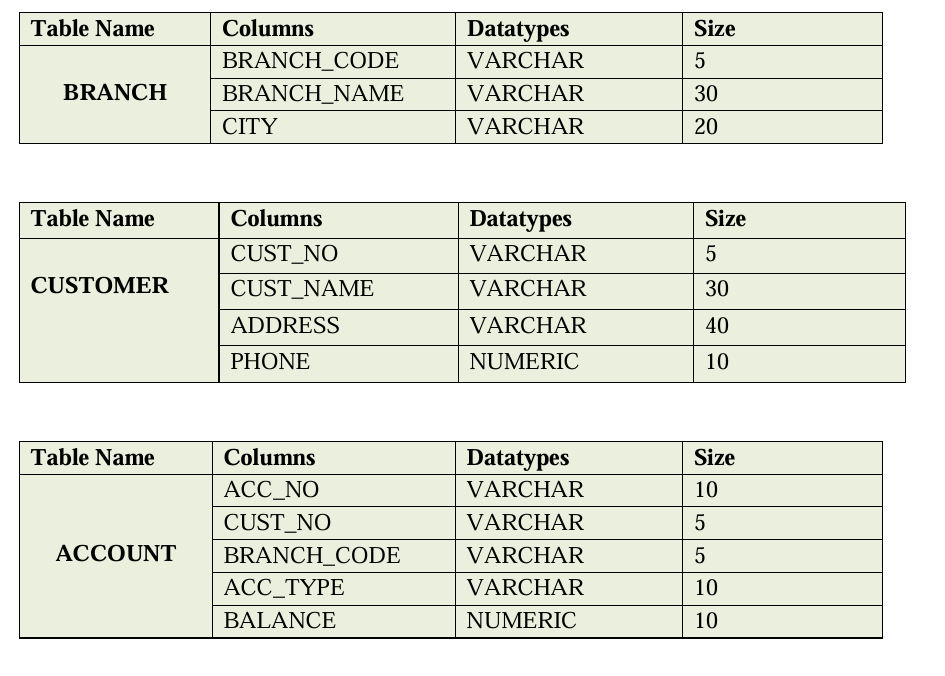 Table Name Columns Datatypes Size
BRANCH_CODE VARCHAR 5
BRANCH BRANCH_NAME VARCHAR 30
CITY VARCHAR 20
Table Name Columns Datatypes Size
CUST_NO VARCHAR 5
CUSTOMER CUST_NAME VARCHAR 30
ADDRESS VARCHAR 40
PHONE NUMERIC 10
Table Name Columns Datatypes Size
ACC_NO VARCHAR 10
CUST_NO VARCHAR 5
ACCOUNT BRANCH_CODE VARCHAR 5
ACC_TYPE VARCHAR 10
BALANCE NUMERIC 10